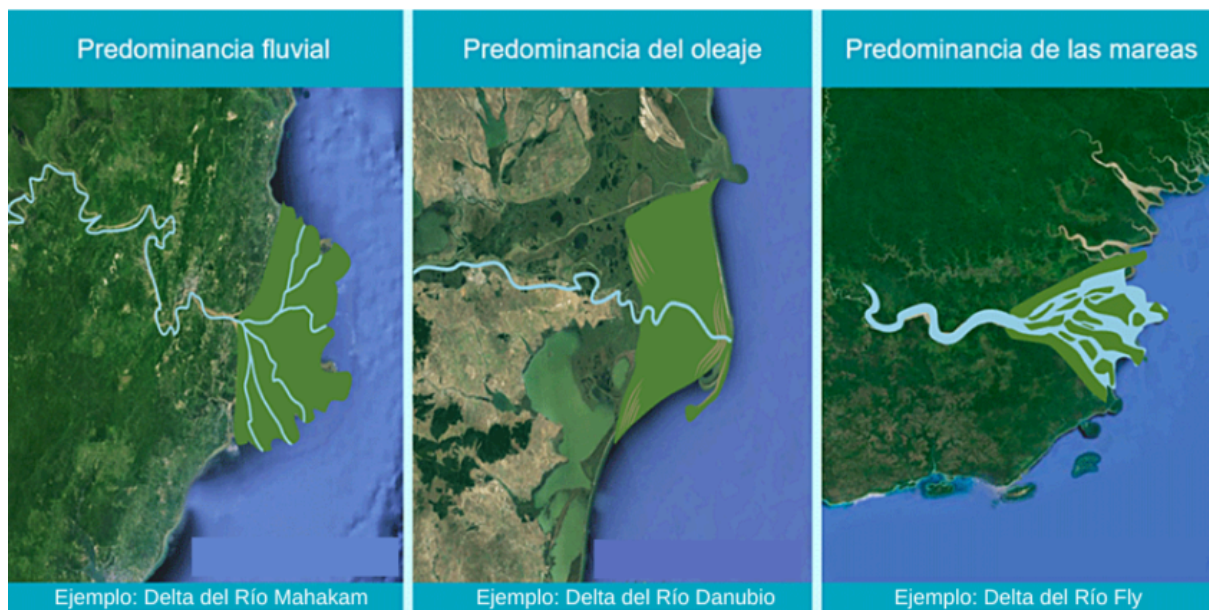 Predominancia fluvial
Predominancia del oleaje
Predominancia de las mareas
Ejemplo: Delta del Río Mahakam
Ejemplo: Delta del Río Danubio
Ejemplo: Delta del Río Fly